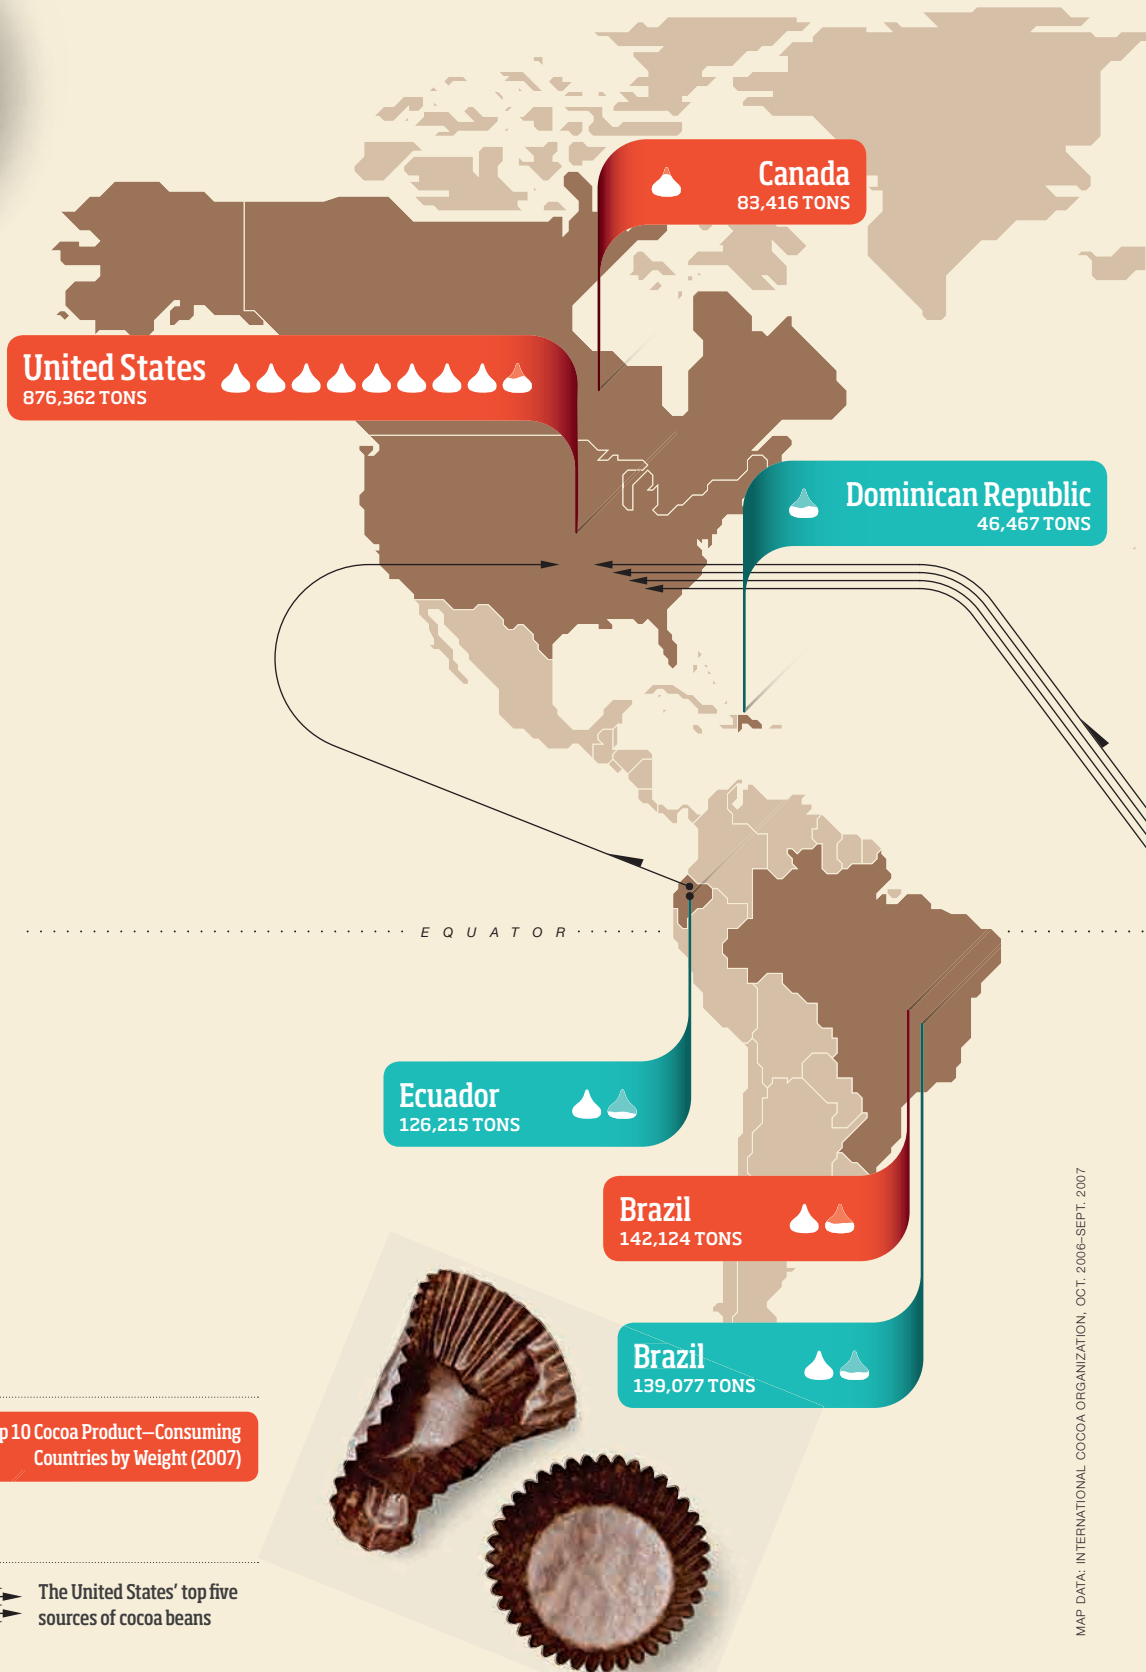 Canada
83,416 TONS
United States
876,362 TONS
Dominican Republic
46,467 TONS
EQUATOR
Ecuador
126,215 TONS
Brazil
142,124 TONS
Brazil
139,077 TONS
10 Cocoa Product–Consuming
Countries by Weight (2007)
The United States’ top five
sources of cocoa beans
MAP DATA: INTERNATIONAL COCOA ORGANIZATION, OCT. 2006–SEPT. 2007